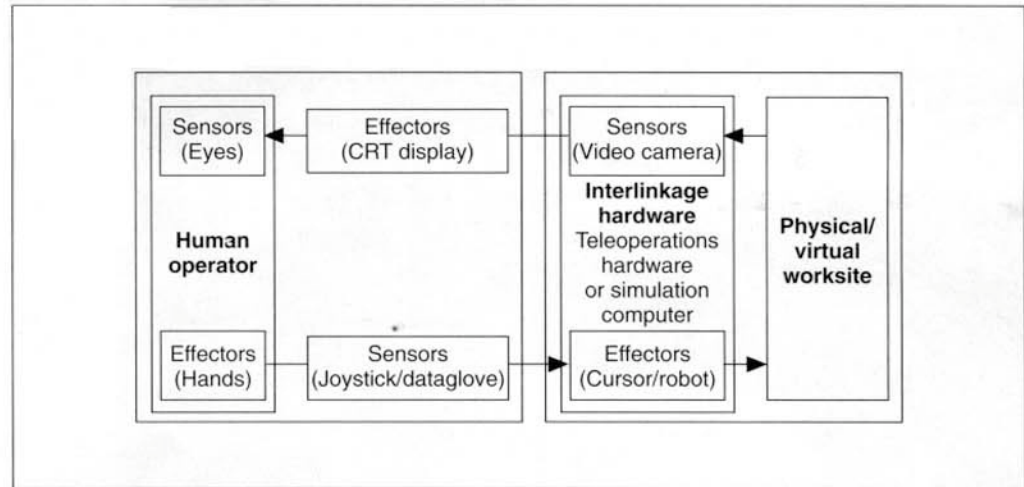 Sensors
(Eyes)
Effectors
(CRT display)
Sensors
(Video camera)
Human
operator
Interlinkage
hardware
Teleoperations
hardware
or simulation
computer
Physical/
virtual
worksite
Effectors
(Hands)
Sensors
(Joystick/dataglove)
Effectors
(Cursor/robot)